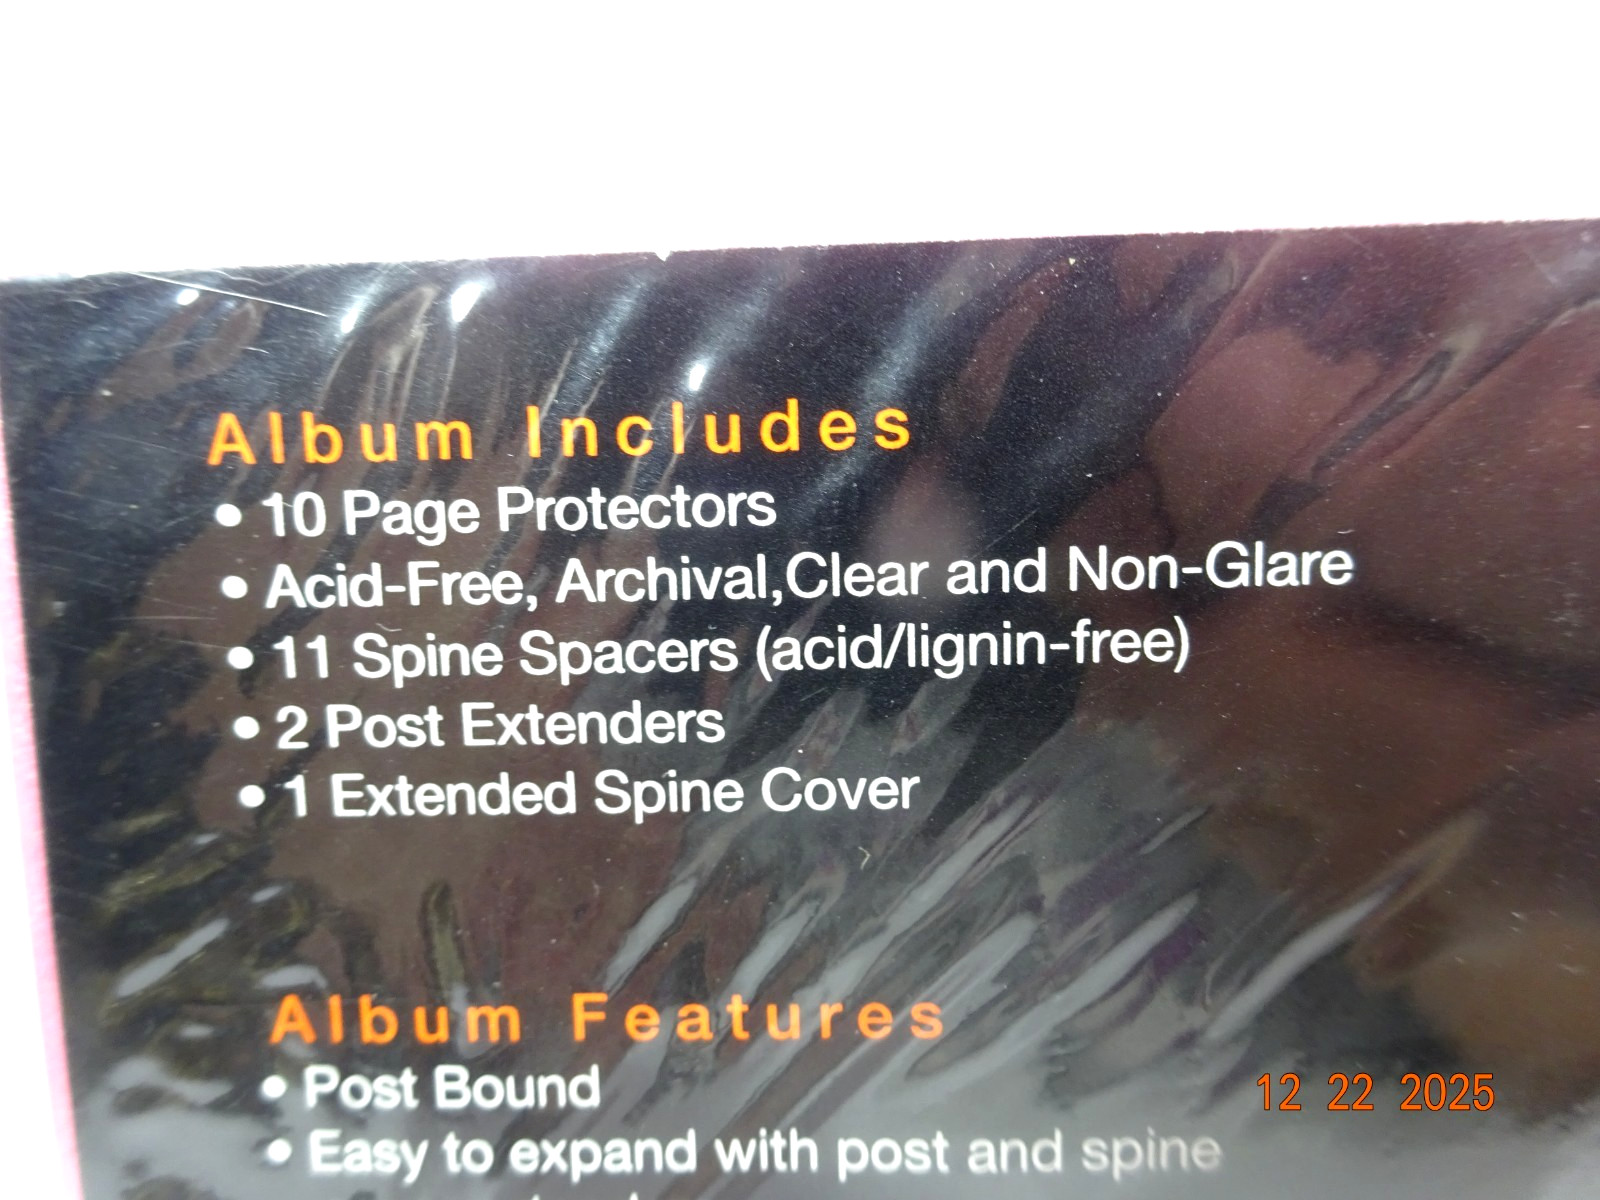 Album Includes
• 10 Page Protectors
• Acid-Free, Archival,Clear and Non-Glare
• 11 Spine Spacers (acid/lignin-free)
• 2 Post Extenders
• 1 Extended Spine Cover
Album Features
• Post Bound
• Easy to expand with post and spine
12 22 2025